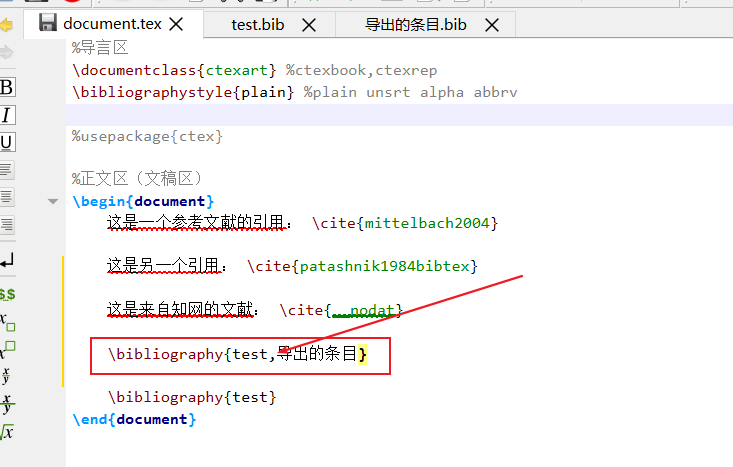 document.tex test.bib 导出的条目.bib
%导言区
\documentclass{ctexart} %ctexbook,ctexrep
\bibliographystyle{plain} %plain unsrt alpha abbrv
%usepackage{ctex}
%正文区（文稿区）
\begin{document}
这是一个参考文献的引用： \cite{mittelbach2004}
这是另一个引用： \cite{patashnik1984bibtex}
这是来自知网的文献： \cite{__nodat}
\bibliography{test,导出的条目}
\bibliography{test}
\end{document}
B
I
U
$$
x
x
x/y
x/y
√x